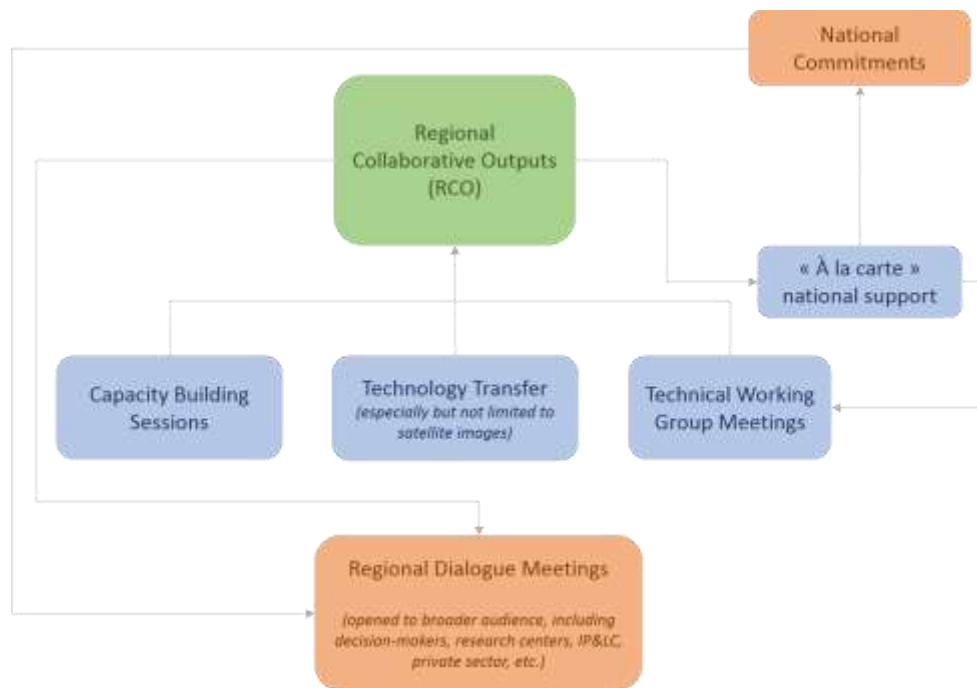 National
Commitments
Regional
Collaborative Outputs
(RCO)
« À la carte »
national support
Capacity Building
Sessions
Technology Transfer
(especially but not limited to
satellite images)
Technical Working
Group Meetings
Regional Dialogue Meetings
(opened to broader audience, including
decision-makers, research centers, IP&LC,
private sector, etc.)